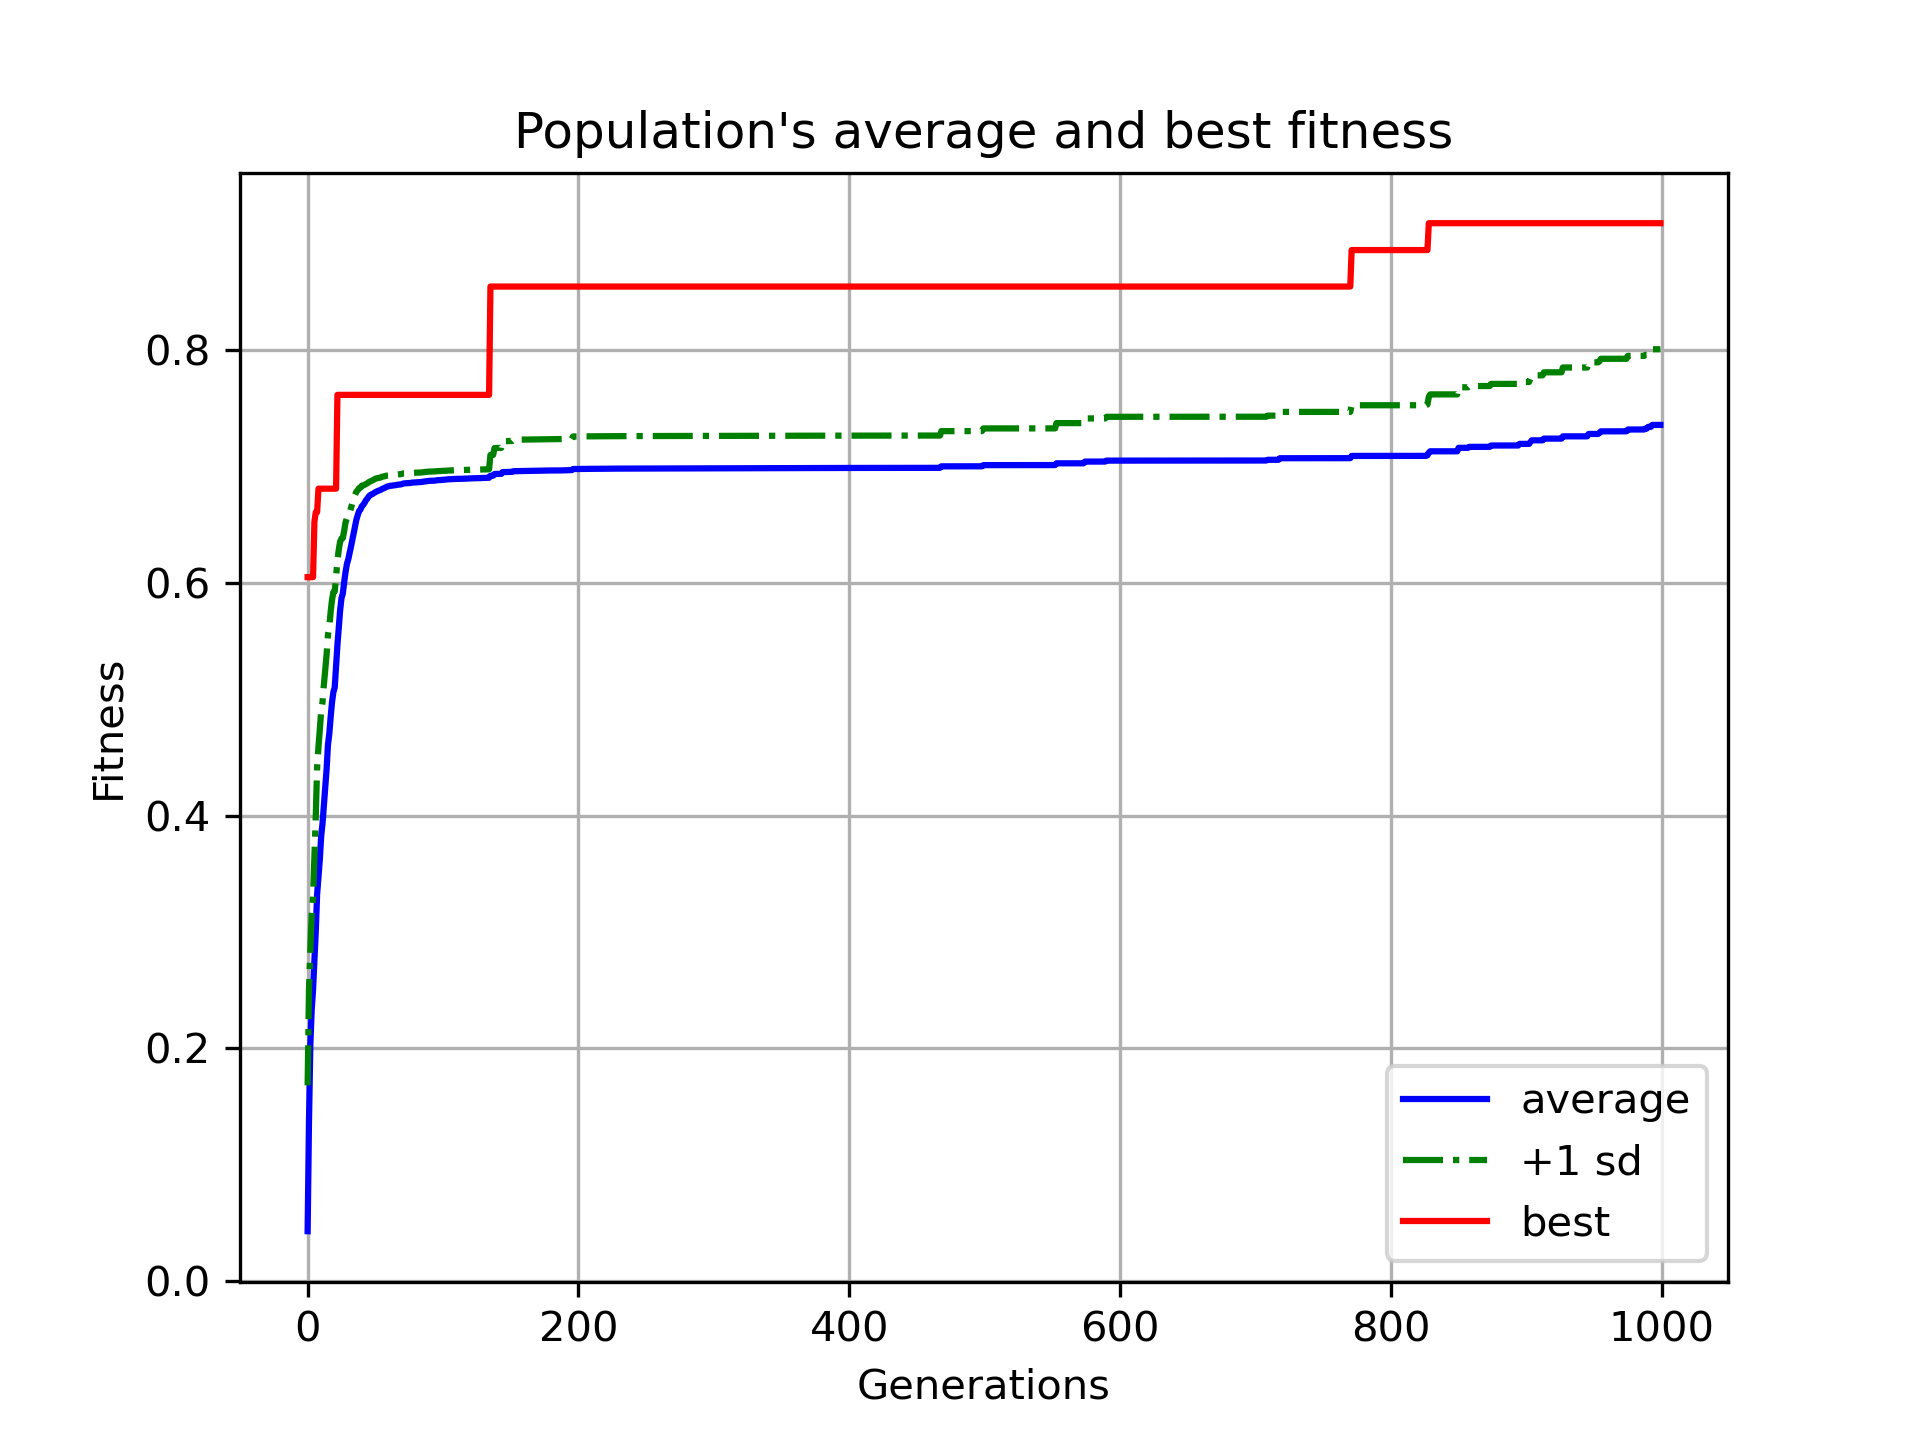 Population's average and best fitness
Fitness
0.8
0.6
0.4
0.2
0.0
0 200 400 600 800 1000
Generations
average
+1 sd
best